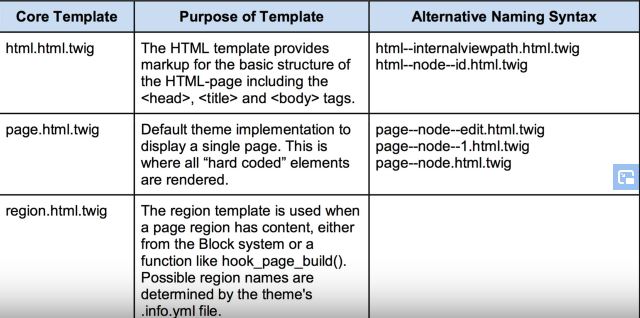 Core Template
Purpose of Template
Alternative Naming Syntax
html.html.twig
The HTML template provides
markup for the basic structure of
the HTML-page including the
<head>, <title> and <body> tags.
html--internalviewpath.html.twig
html--node--id.html.twig
page.html.twig
Default theme implementation to
display a single page. This is
where all “hard coded” elements
are rendered.
page--node--edit.html.twig
page--node--1.html.twig
page--node.html.twig
region.html.twig
The region template is used when
a page region has content, either
from the Block system or a
function like hook_page_build().
Possible region names are
determined by the theme's
.info.yml file.